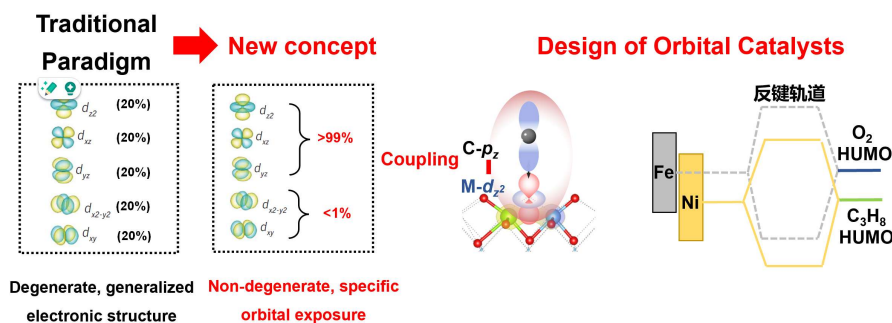 Traditional
Paradigm
New concept
Design of Orbital Catalysts
dz2 (20%)
dxz (20%)
dyz (20%)
dx2-y2 (20%)
dxy (20%)
dz2
dxz
dyz
>99%
dx2-y2
dxy
<1%
Degenerate, generalized
electronic structure
Non-degenerate, specific
orbital exposure
Coupling
C-pz
M-dz2
反键轨道
Fe
Ni
O2
HUMO
C3H8
HUMO